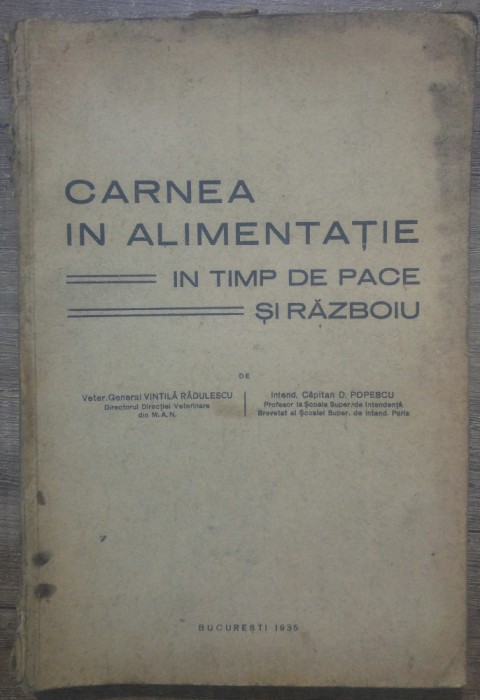 CARNEA
IN ALIMENTAȚIE
IN TIMP DE PACE
ȘI RĂZBOIU
DE
Veter. General VINTILĂ RĂDULESCU
Directorul Direcției Veterinare
din M. A. N.
Intend. Căpitan D. POPESCU
Profesor la Școala Super. de Intendență
Brevetat al Școalei Super. de Intend. Paris
BUCUREȘTI 1935